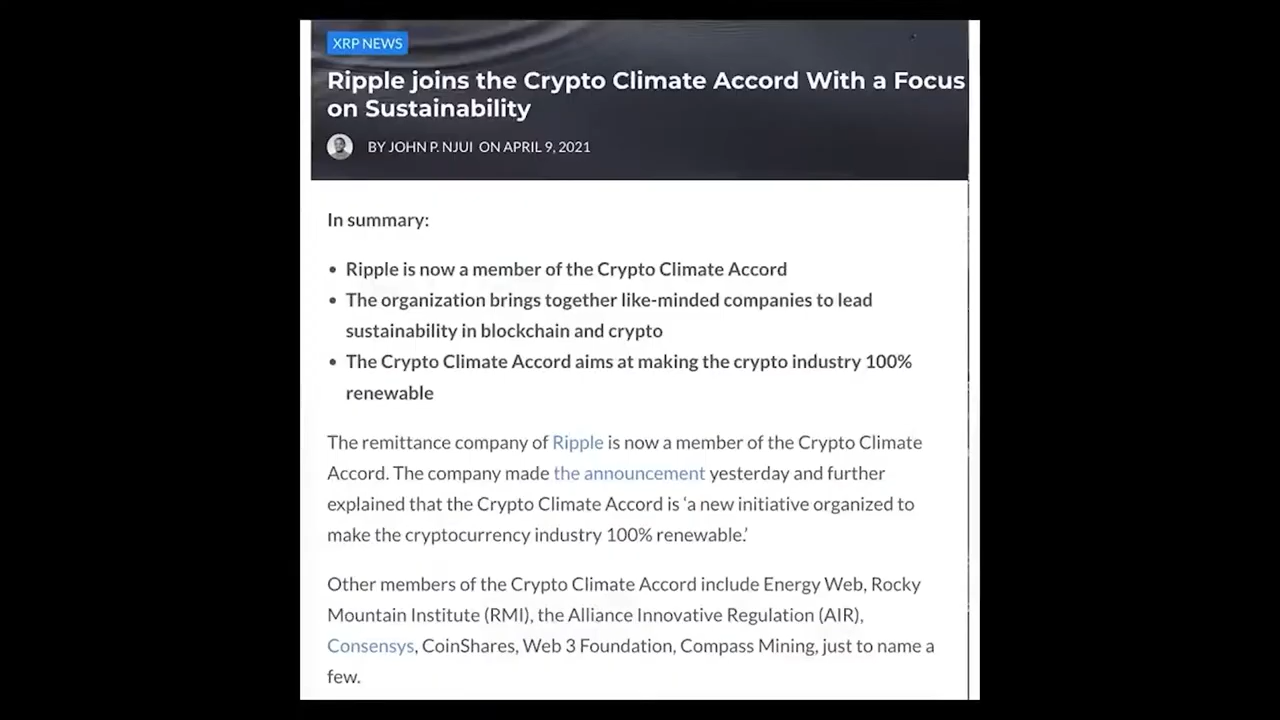 XRP NEWS
Ripple joins the Crypto Climate Accord With a Focus
on Sustainability
BY JOHN P. NJUI ON APRIL 9, 2021
In summary:
• Ripple is now a member of the Crypto Climate Accord
• The organization brings together like-minded companies to lead
sustainability in blockchain and crypto
• The Crypto Climate Accord aims at making the crypto industry 100%
renewable
The remittance company of Ripple is now a member of the Crypto Climate
Accord. The company made the announcement yesterday and further
explained that the Crypto Climate Accord is ‘a new initiative organized to
make the cryptocurrency industry 100% renewable.’
Other members of the Crypto Climate Accord include Energy Web, Rocky
Mountain Institute (RMI), the Alliance Innovative Regulation (AIR),
Consensys, CoinShares, Web 3 Foundation, Compass Mining, just to name a
few.